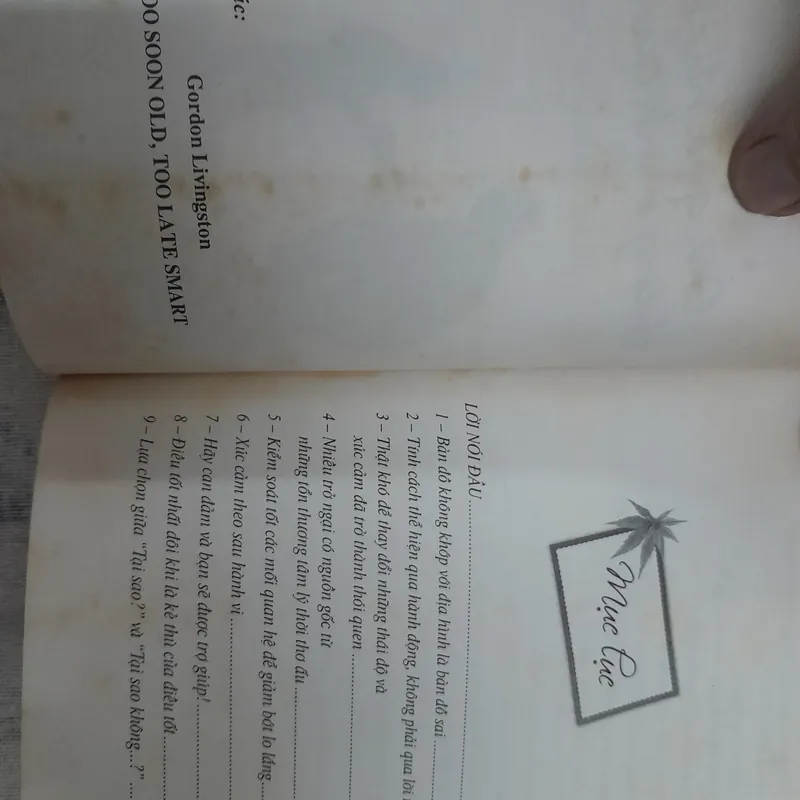 Gordon Livingston
SOON OLD, TOO LATE SMART
Mục lục
LỜI NÓI ĐẦU
1 – Bản đồ không khớp với địa hình là bản đồ sai
2 – Tính cách thể hiện qua hành động, không phải qua lời
3 – Thật khó để thay đổi những thái độ và
xúc cảm đã trở thành thói quen
4 – Nhiều trở ngại có nguồn gốc từ
những tổn thương tâm lý thời thơ ấu
5 – Kiểm soát tốt các mối quan hệ để giảm bớt lo lắng
6 – Xúc cảm theo sau hành vi
7 – Hãy can đảm và bạn sẽ được trợ giúp!
8 – Điều tốt nhất đôi khi là kẻ thù của điều tốt
9 – Lựa chọn giữa “Tại sao?” và “Tại sao không...?”